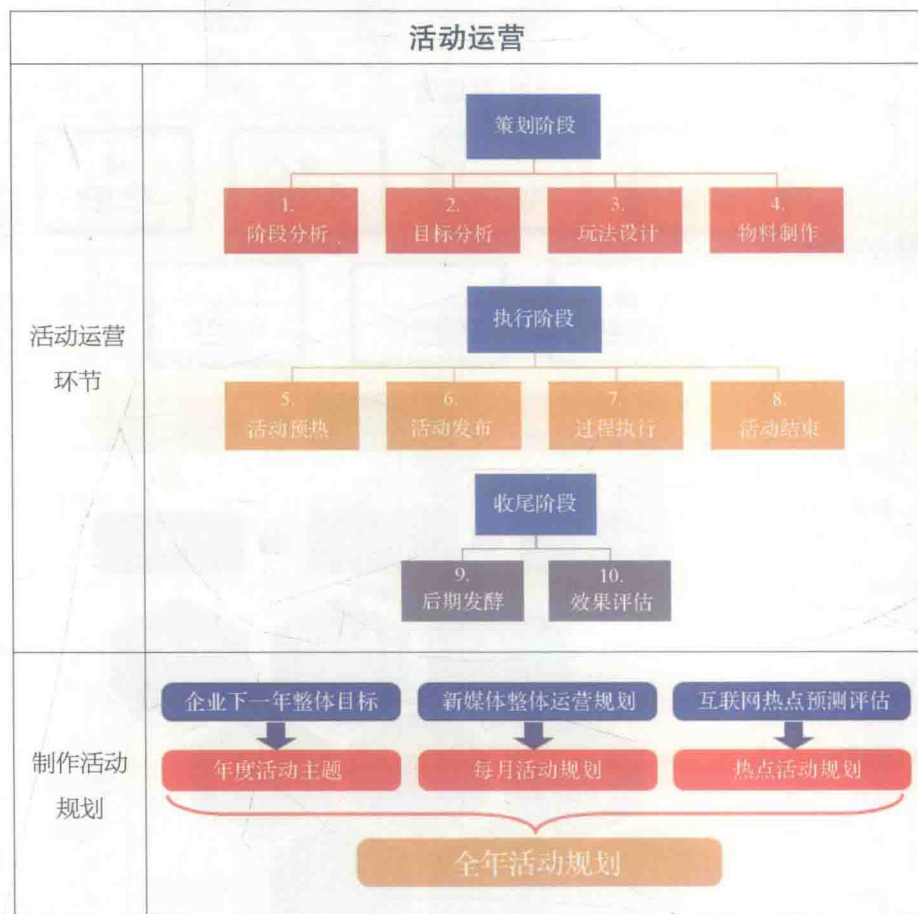 活动运营
活动运营
环节
策划阶段
1.
阶段分析
2.
目标分析
3.
玩法设计
4.
物料制作
执行阶段
5.
活动预热
6.
活动发布
7.
过程执行
8.
活动结束
收尾阶段
9.
后期发酵
10.
效果评估
制作活动
规划
企业下一年整体目标
新媒体整体运营规划
互联网热点预测评估
年度活动主题
每月活动规划
热点活动规划
全年活动规划